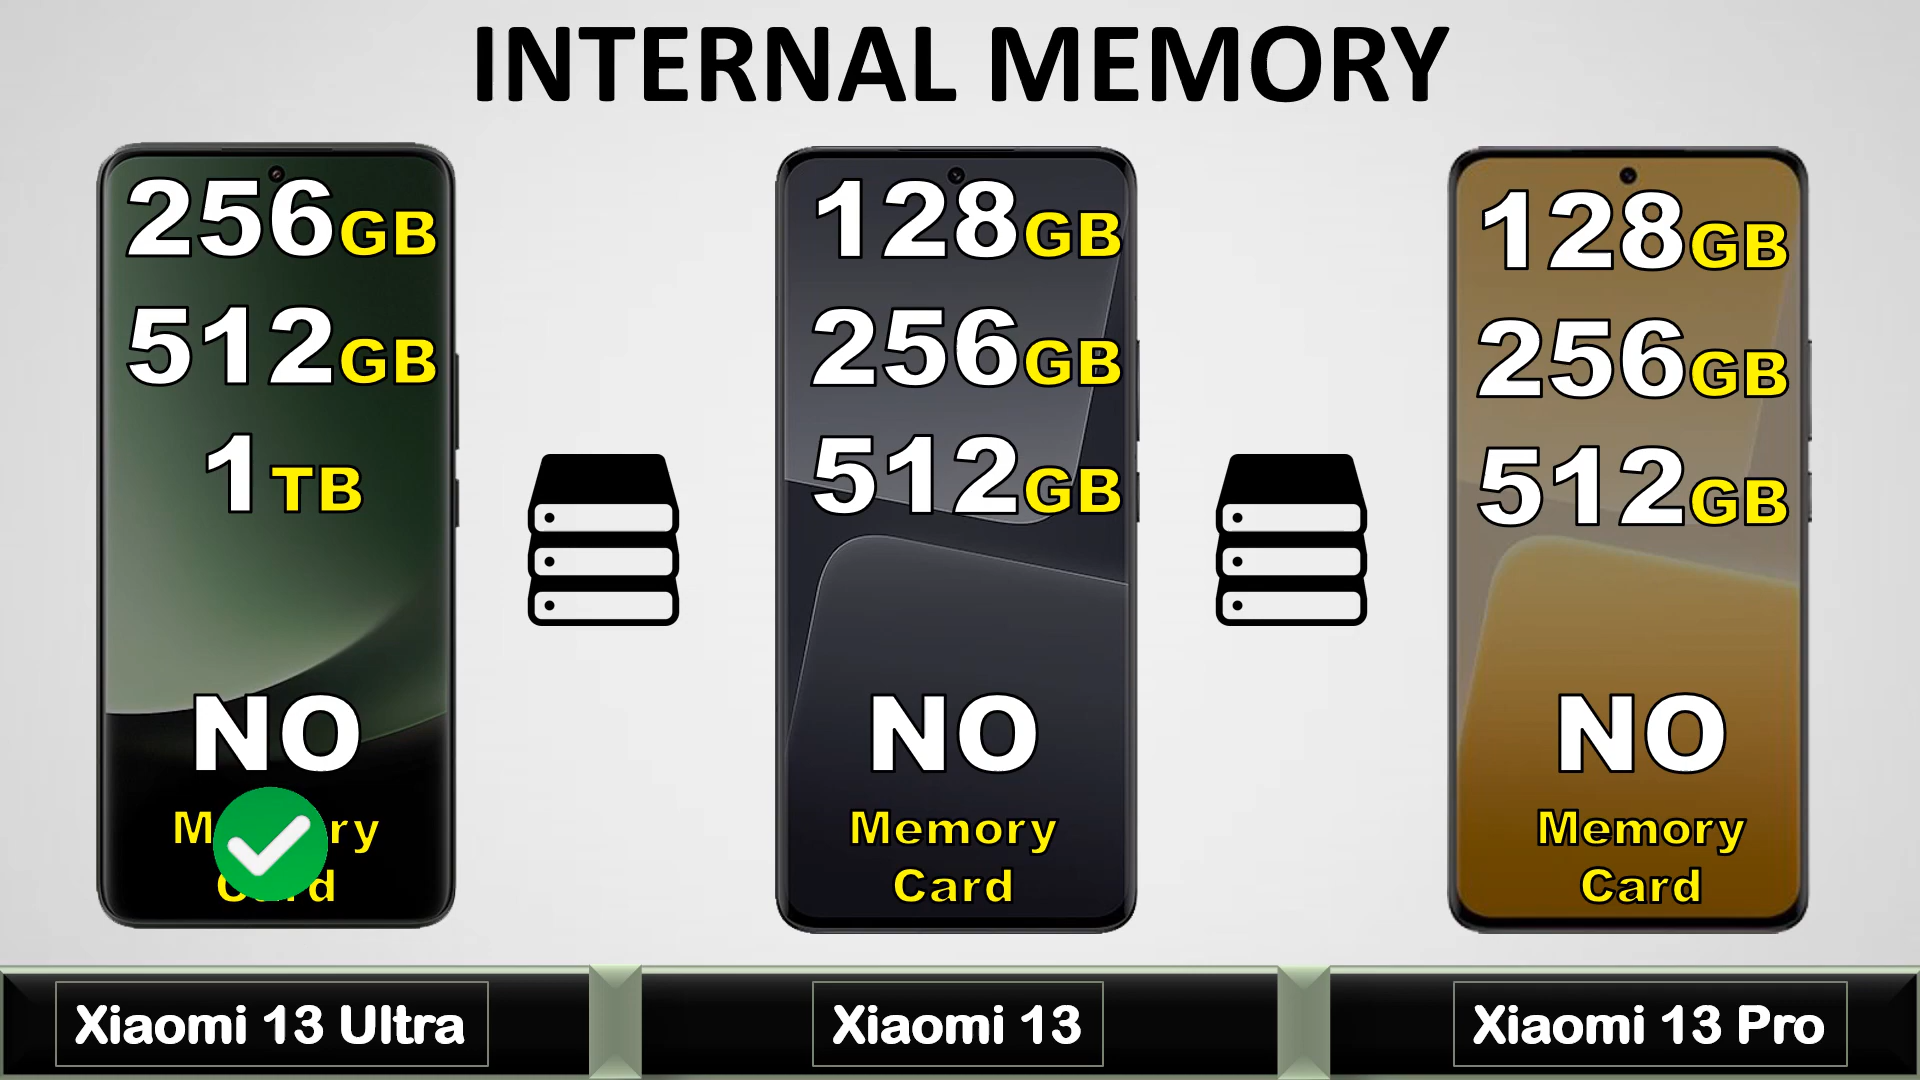 INTERNAL MEMORY
256GB
512GB
1TB
NO
128GB
256GB
512GB
NO
Memory
Card
128GB
256GB
512GB
NO
Memory
Card
Xiaomi 13 Ultra
Xiaomi 13
Xiaomi 13 Pro